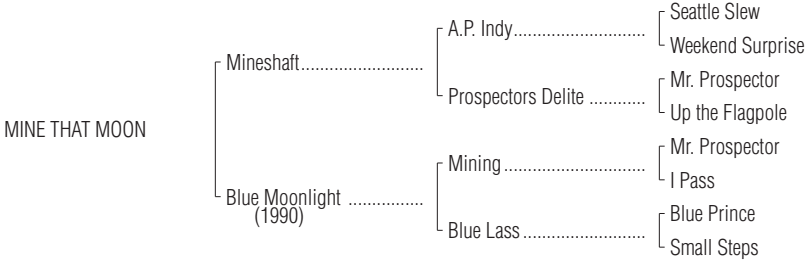 Seattle Slew
A.P. Indy..............................
Weekend Surprise
Mineshaft...........................
Mr. Prospector
Prospectors Delite .............
Up the Flagpole
MINE THAT MOON
Mr. Prospector
Mining................................
I Pass
Blue Moonlight .................
(1990)
Blue Prince
Blue Lass............................
Small Steps